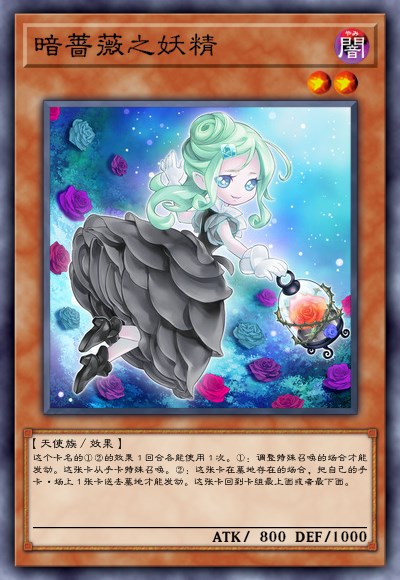 暗蔷薇之妖精
やみ
闇
【天使族／效果】
这个卡名的①②的效果1回合各能使用1次。①：调整特殊召唤的场合才能
发动。这张卡从手卡特殊召唤。②：这张卡在墓地存在的场合，把自己的手
卡·场上1张卡送去墓地才能发动。这张卡回到卡组最上面或者最下面。
ATK/ 800 DEF/1000